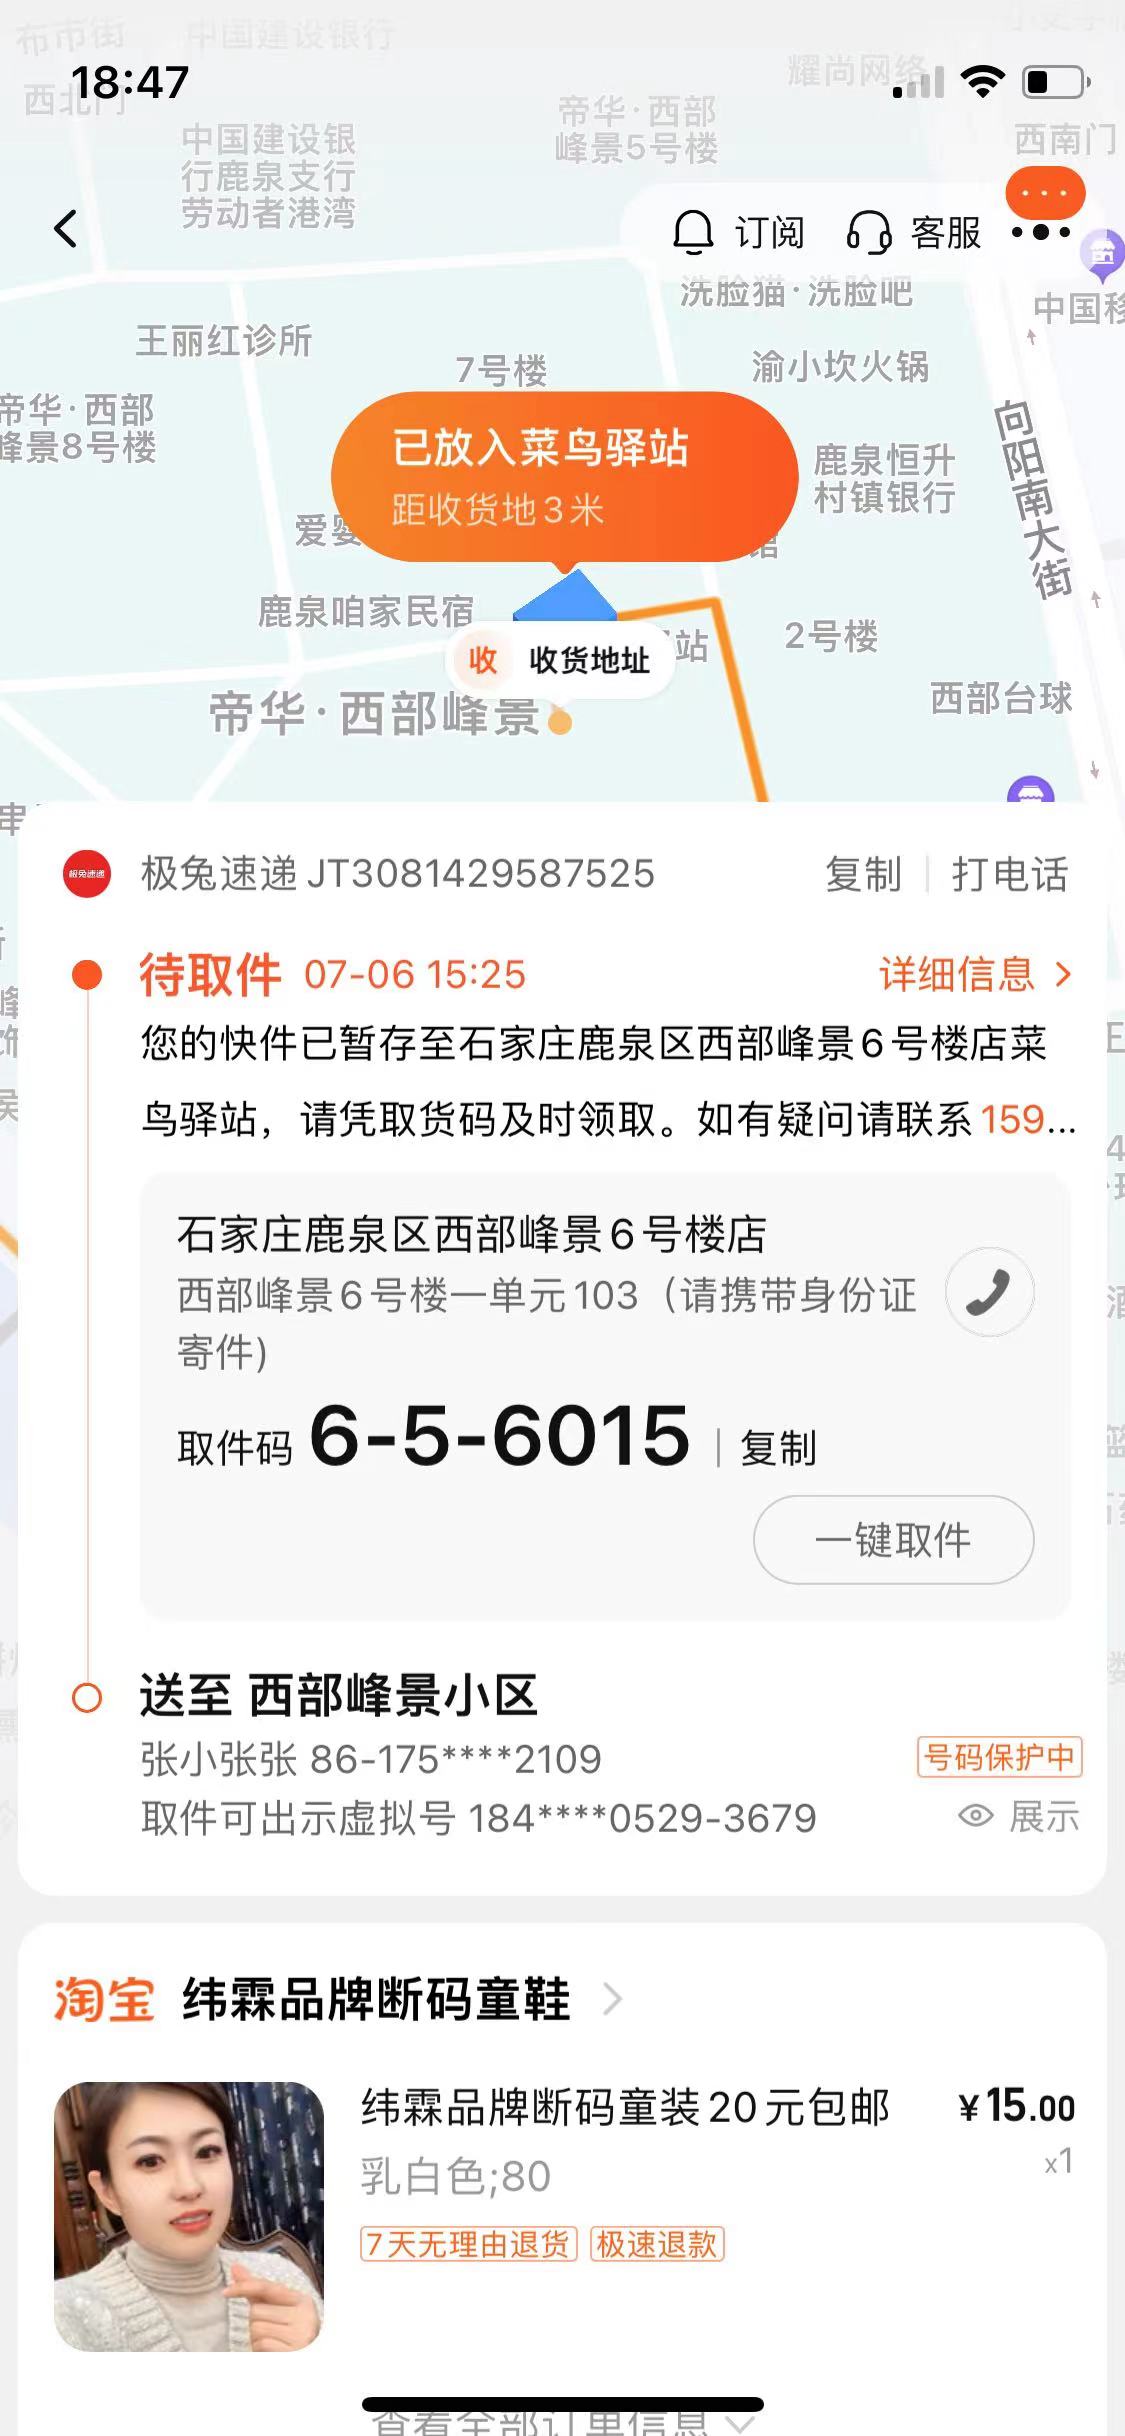 布市街
中国建设银行
18:47
西北门
耀尚网络
中国建设银
行鹿泉支行
劳动者港湾
帝华·西部
峰景5号楼
西南门
订阅
客服
洗脸猫·洗脸吧
中国移
王丽红诊所
7号楼
渝小坎火锅
帝华·西部
峰景8号楼
已放入菜鸟驿站
距收货地3米
鹿泉恒升
村镇银行
向阳南大街
爱婴
馆
鹿泉咱家民宿
站
2号楼
收 收货地址
帝华·西部峰景
西部台球
极兔速递
极兔速递 JT3081429587525
复制
打电话
待取件 07-06 15:25
详细信息
您的快件已暂存至石家庄鹿泉区西部峰景6号楼店菜
鸟驿站，请凭取货码及时领取。如有疑问请联系159...
石家庄鹿泉区西部峰景6号楼店
西部峰景6号楼一单元103（请携带身份证
寄件)
取件码 6-5-6015 | 复制
一键取件
送至 西部峰景小区
张小张张 86-175****2109
号码保护中
取件可出示虚拟号 184****0529-3679
展示
淘宝 纬霖品牌断码童鞋
纬霖品牌断码童装20元包邮
¥15.00
乳白色;80
x1
7天无理由退货 极速退款
查看全部订单信息